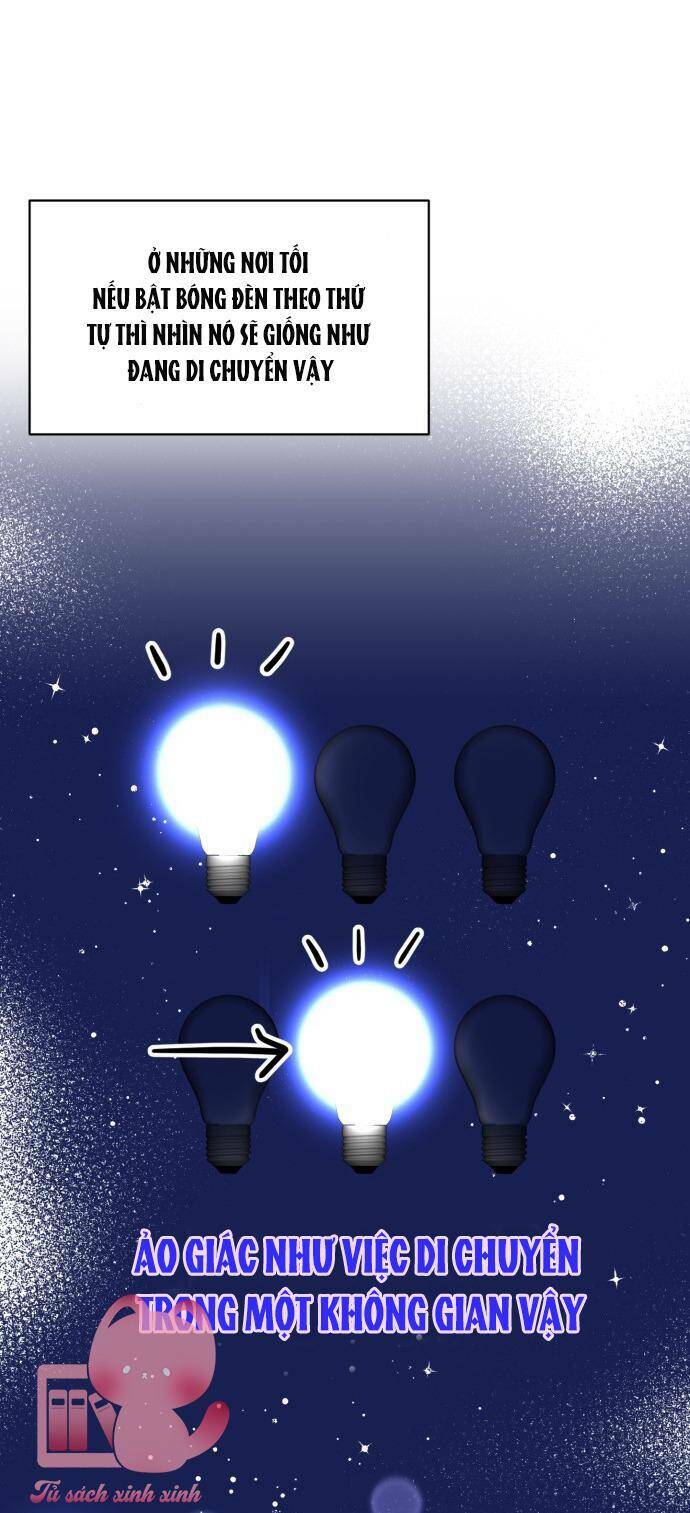 Ở NHỮNG NƠI TỐI
NẾU BẬT BÓNG ĐÈN THEO THỨ
TỰ THÌ NHÌN NÓ SẼ GIỐNG NHƯ
ĐANG DI CHUYỂN VẬY
ẢO GIÁC NHƯ VIỆC DI CHUYỂN
TRONG MỘT KHÔNG GIAN VẬY
Tủ sách xinh xinh